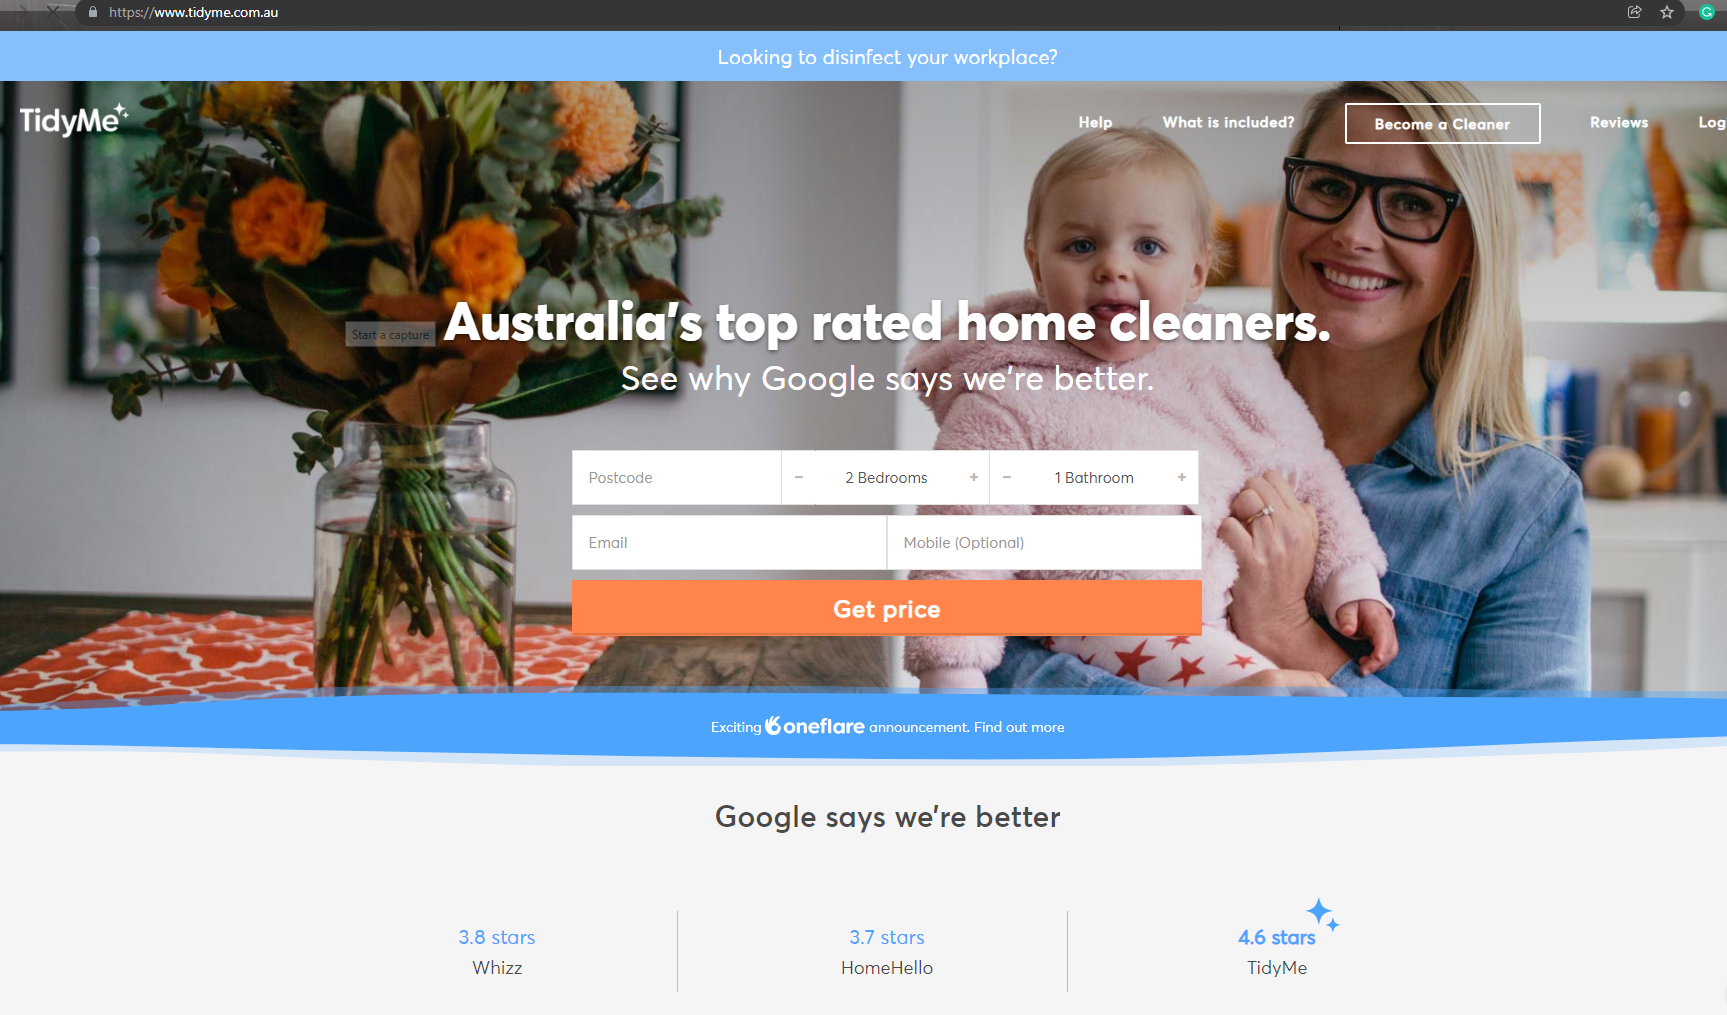 https://www.tidyme.com.au
Looking to disinfect your workplace?
TidyMe
Help
What is included?
Become a Cleaner
Reviews
Log
Start a capture
Australia's top rated home cleaners.
See why Google says we're better.
Postcode
− 2 Bedrooms +
− 1 Bathroom +
Email
Mobile (Optional)
Get price
Exciting oneflare announcement. Find out more
Google says we're better
3.8 stars
Whizz
3.7 stars
HomeHello
4.6 stars
TidyMe